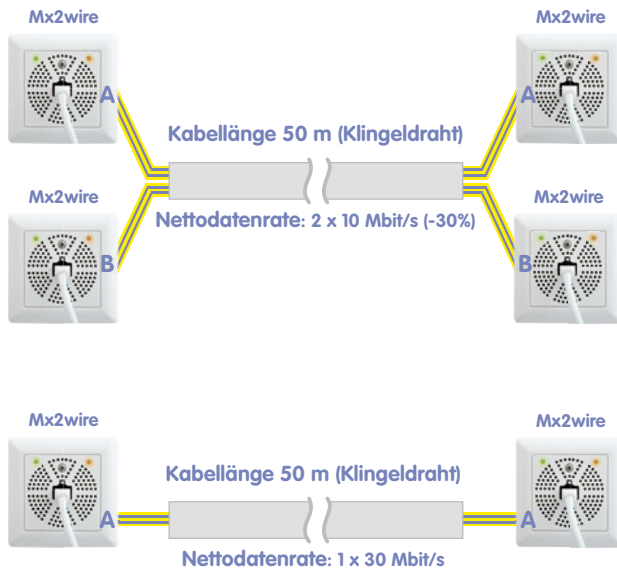 Mx2wire
Mx2wire
A
A
Kabellänge 50 m (Klingeldraht)
Mx2wire
Mx2wire
Nettodatenrate: 2 x 10 Mbit/s (-30%)
B
B
Mx2wire
Mx2wire
Kabellänge 50 m (Klingeldraht)
A
A
Nettodatenrate: 1 x 30 Mbit/s